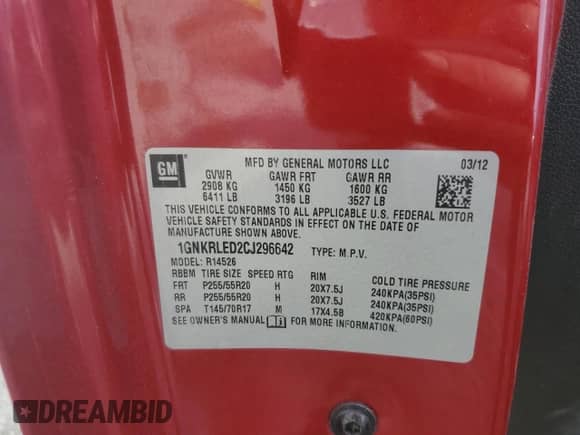 GM
MFD BY GENERAL MOTORS LLC 03/12
GVWR GAWR FRT GAWR RR
2908 KG 1450 KG 1600 KG
6411 LB 3196 LB 3527 LB
THIS VEHICLE CONFORMS TO ALL APPLICABLE U.S. FEDERAL MOTOR
VEHICLE SAFETY STANDARDS IN EFFECT ON THE DATE OF
MANUFACTURE SHOWN ABOVE.
1GNKRLED2CJ296642 TYPE: M.P.V.
MODEL: R14526
RBBM TIRE SIZE SPEED RTG RIM COLD TIRE PRESSURE
FRT P255/55R20 H 20X7.5J 240KPA(35PSI)
RR P255/55R20 H 20X7.5J 240KPA(35PSI)
SPA T145/70R17 M 17X4.5B 420KPA(60PSI)
SEE OWNER'S MANUAL FOR MORE INFORMATION.
DREAMBID